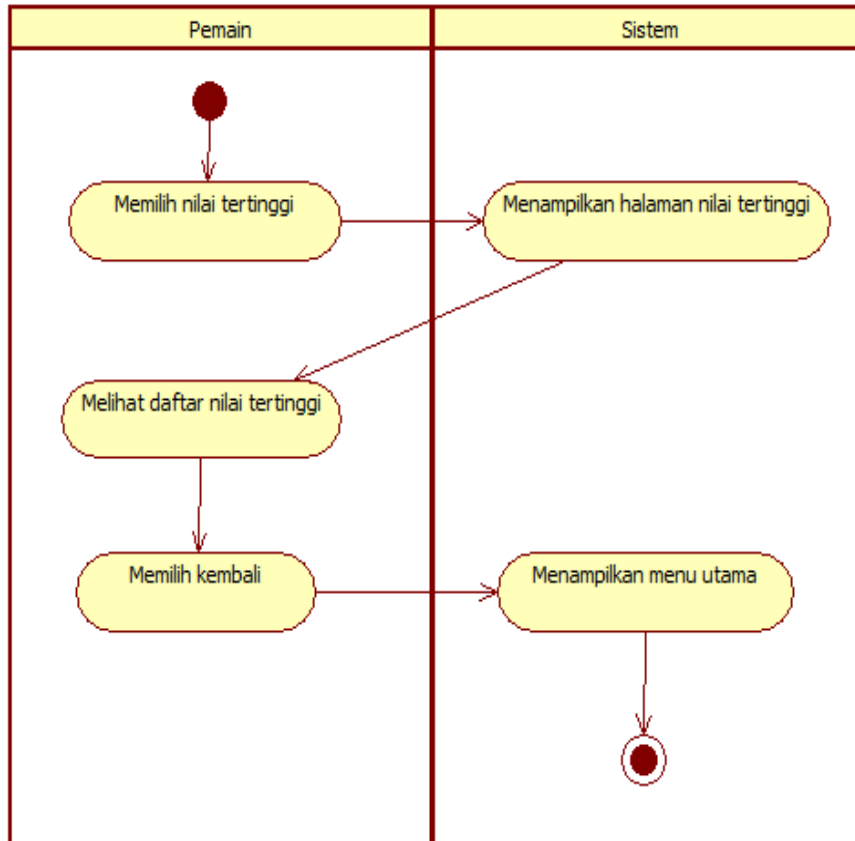 Pemain
Sistem
Memilih nilai tertinggi
Menampilkan halaman nilai tertinggi
Melihat daftar nilai tertinggi
Memilih kembali
Menampilkan menu utama